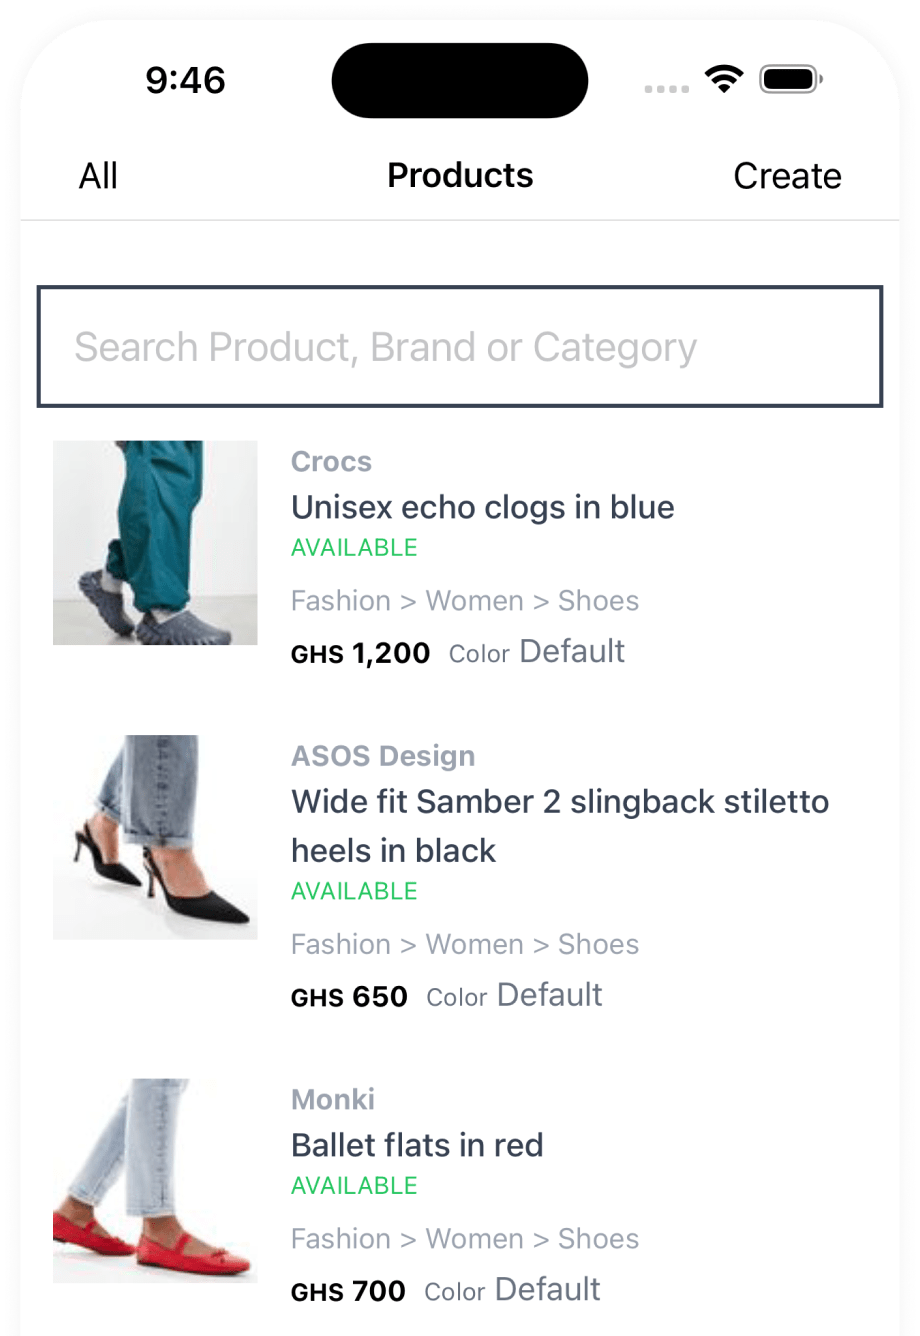 9:46
All Products Create
Search Product, Brand or Category
Crocs
Unisex echo clogs in blue
AVAILABLE
Fashion > Women > Shoes
GHS 1,200 Color Default
ASOS Design
Wide fit Samber 2 slingback stiletto
heels in black
AVAILABLE
Fashion > Women > Shoes
GHS 650 Color Default
Monki
Ballet flats in red
AVAILABLE
Fashion > Women > Shoes
GHS 700 Color Default